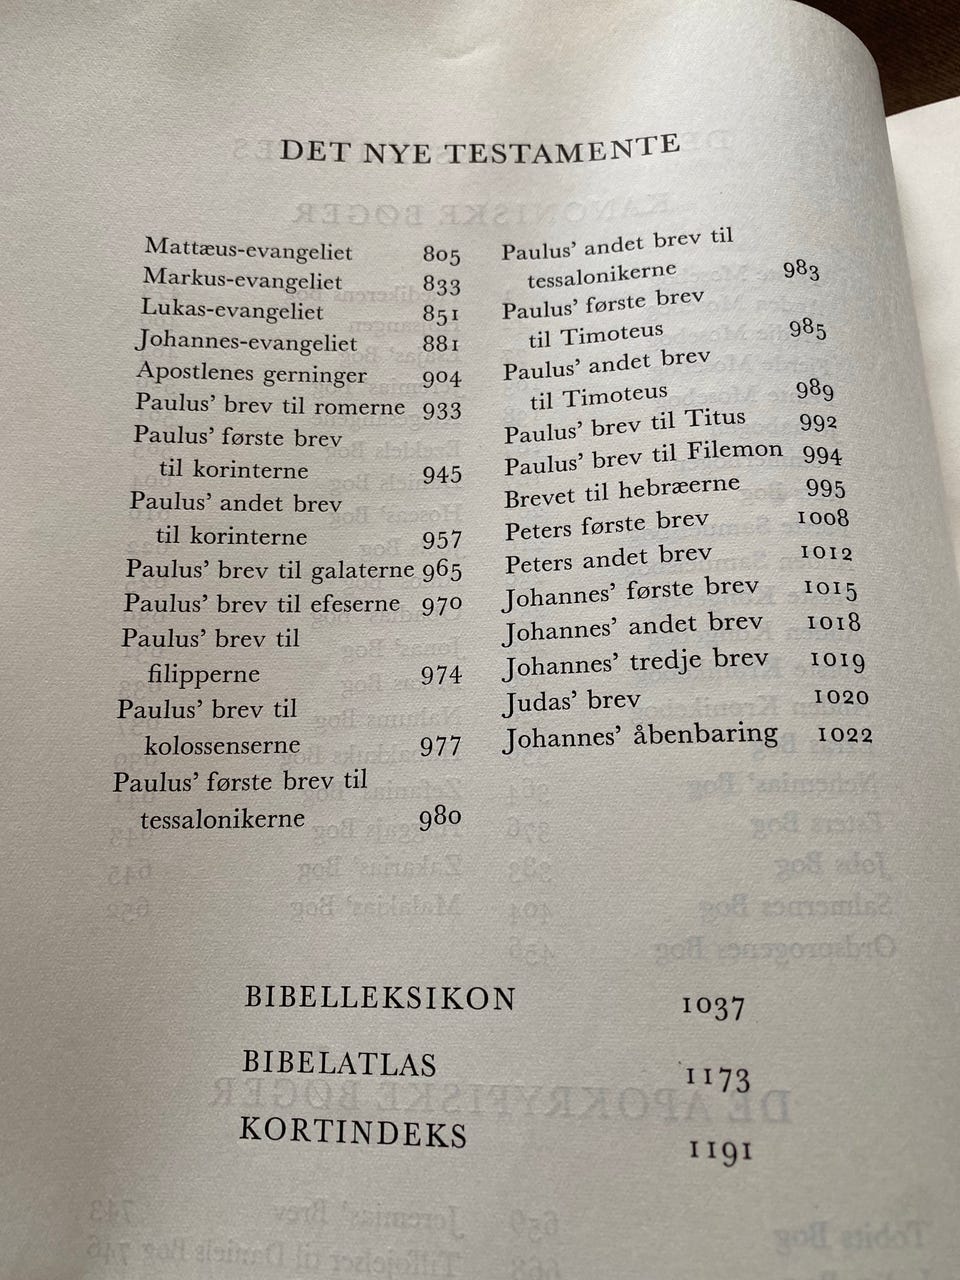 DET NYE TESTAMENTE
Mattæus-evangeliet 805
Markus-evangeliet 833
Lukas-evangeliet 851
Johannes-evangeliet 881
Apostlenes gerninger 904
Paulus’ brev til romerne 933
Paulus’ første brev
til korinterne 945
Paulus’ andet brev
til korinterne 957
Paulus’ brev til galaterne 965
Paulus’ brev til efeserne 970
Paulus’ brev til
filipperne 974
Paulus’ brev til
kolossenserne 977
Paulus’ første brev til
tessalonikerne 980
Paulus’ andet brev til
tessalonikerne 983
Paulus’ første brev
til Timoteus 985
Paulus’ andet brev
til Timoteus 989
Paulus’ brev til Titus 992
Paulus’ brev til Filemon 994
Brevet til hebræerne 995
Peters første brev 1008
Peters andet brev 1012
Johannes’ første brev 1015
Johannes’ andet brev 1018
Johannes’ tredje brev 1019
Judas’ brev 1020
Johannes’ åbenbaring 1022
BIBELLEKSIKON 1037
BIBELATLAS 1173
KORTINDEKS 1191